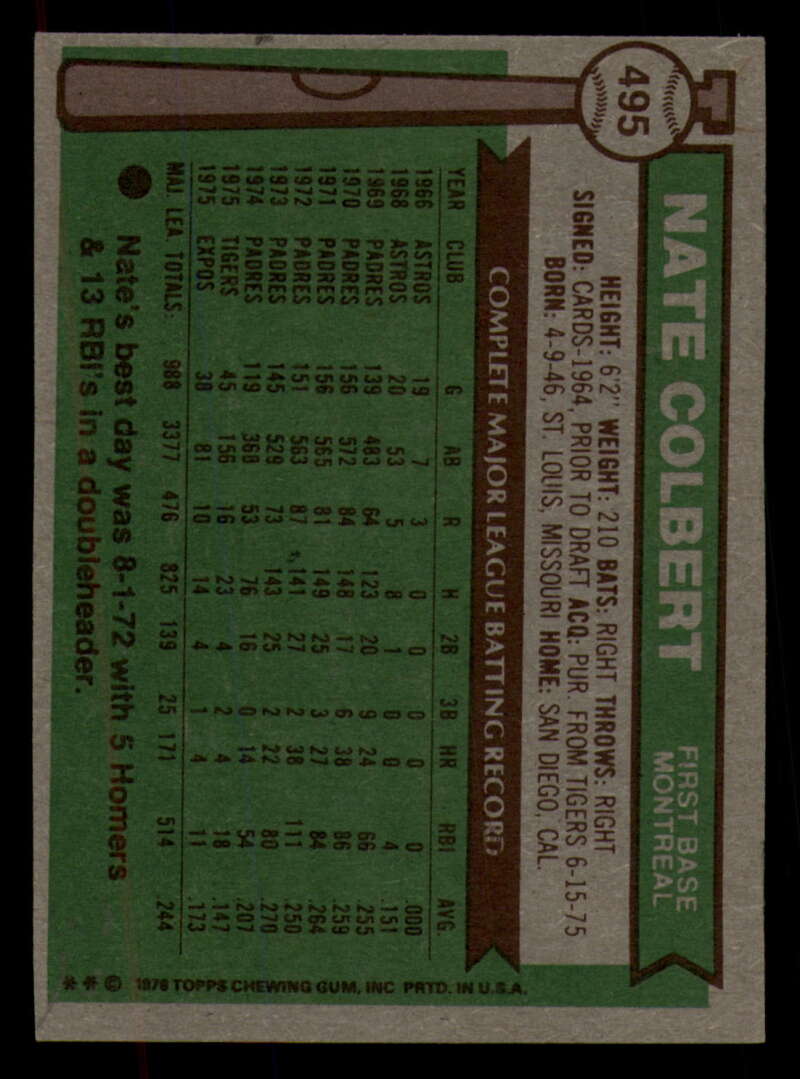 495
NATE COLBERT
FIRST BASE
MONTREAL
HEIGHT: 6'2" WEIGHT: 210 BATS: RIGHT THROWS: RIGHT
SIGNED: CARDS-1964, PRIOR TO DRAFT ACQ: PUR. FROM TIGERS 6-15-75
BORN: 4-9-46, ST. LOUIS, MISSOURI HOME: SAN DIEGO, CAL.
COMPLETE MAJOR LEAGUE BATTING RECORD
YEAR CLUB G AB R H 2B 3B HR RBI AVG.
1966 ASTROS 19 7 3 0 0 0 0 0 .000
1968 ASTROS 20 53 5 8 1 0 0 4 .151
1969 PADRES 139 483 64 123 20 9 24 66 .255
1970 PADRES 156 572 84 148 17 6 38 86 .259
1971 PADRES 156 565 81 149 25 3 27 84 .264
1972 PADRES 151 563 87 141 27 2 38 111 .250
1973 PADRES 145 529 73 143 25 2 22 80 .270
1974 PADRES 119 368 53 76 16 0 14 54 .207
1975 TIGERS 45 156 16 23 4 2 4 18 .147
1975 EXPOS 38 81 10 14 4 1 4 11 .173
MAJ. LEA. TOTALS: 988 3377 476 825 139 25 171 514 .244
Nate's best day was 8-1-72 with 5 Homers
& 13 RBI's in a doubleheader.
* * © 1976 TOPPS CHEWING GUM, INC PRTD. IN U.S.A.